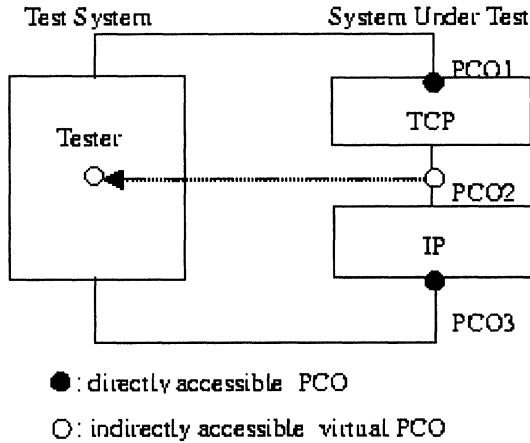 Test System
System Under Test
PCO1
TCP
Tester
PCO2
IP
PCO3
: directly accessible PCO
: indirectly accessible virtual PCO